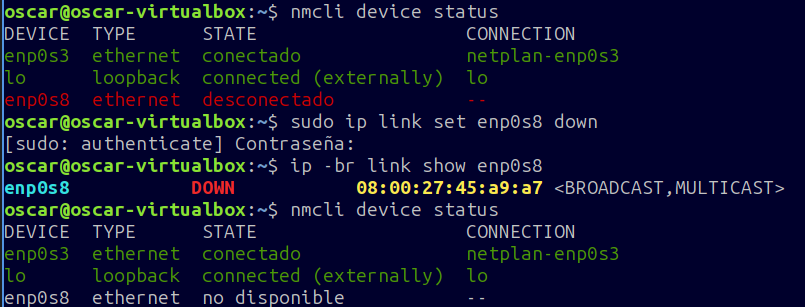 oscar@oscar-virtualbox:~$ nmcli device status
DEVICE  TYPE      STATE                   CONNECTION
enp0s3  ethernet  conectado               netplan-enp0s3
lo      loopback  connected (externally)  lo
enp0s8  ethernet  desconectado            --
oscar@oscar-virtualbox:~$ sudo ip link set enp0s8 down
[sudo: authenticate] Contraseña:
oscar@oscar-virtualbox:~$ ip -br link show enp0s8
enp0s8           DOWN           08:00:27:45:a9:a7 <BROADCAST,MULTICAST>
oscar@oscar-virtualbox:~$ nmcli device status
DEVICE  TYPE      STATE                   CONNECTION
enp0s3  ethernet  conectado               netplan-enp0s3
lo      loopback  connected (externally)  lo
enp0s8  ethernet  no disponible           --